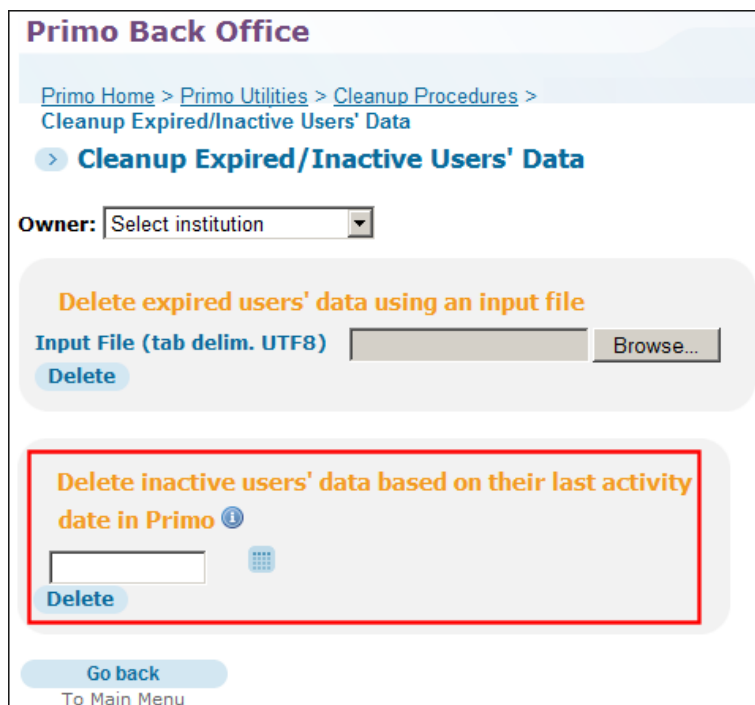 Primo Back Office
Primo Home > Primo Utilities > Cleanup Procedures >
Cleanup Expired/Inactive Users' Data
Cleanup Expired/Inactive Users' Data
Owner: Select institution
Delete expired users' data using an input file
Input File (tab delim. UTF8) Browse...
Delete
Delete inactive users' data based on their last activity
date in Primo
Delete
Go back
To Main Menu